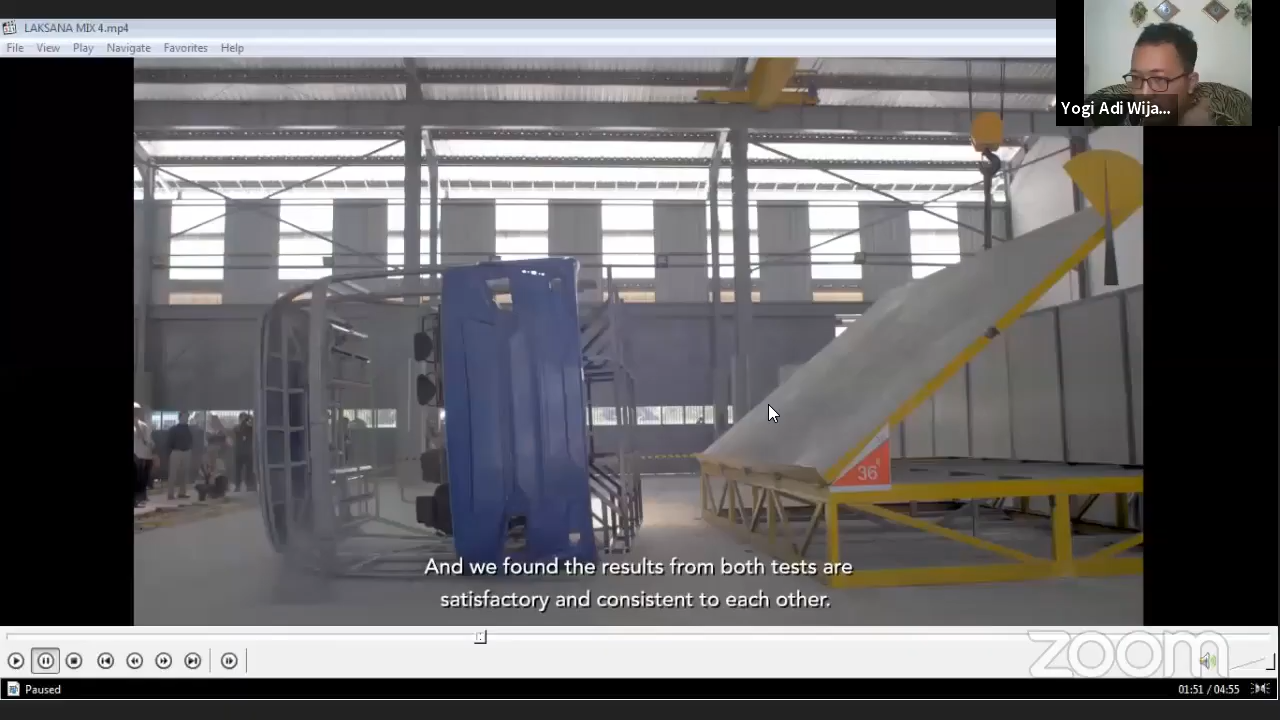 LAKSANA MIX 4.mp4
File View Play Navigate Favorites Help
Yogi Adi Wija...
36°
And we found the results from both tests are
satisfactory and consistent to each other.
zoom
Paused
01:51 / 04:55